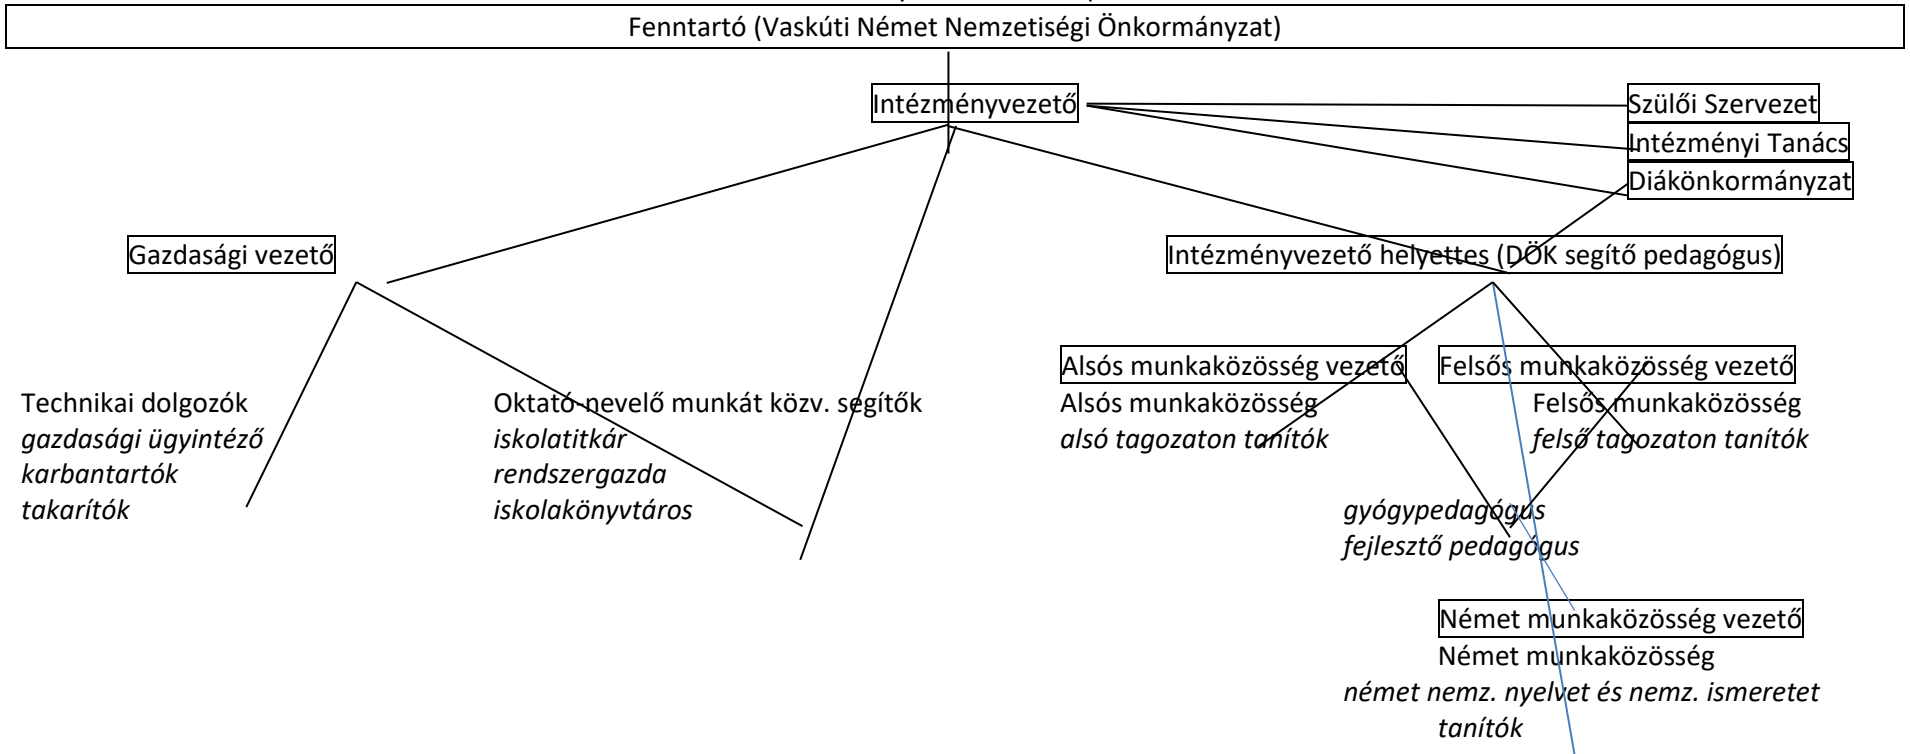 Fenntartó (Vaskúti Német Nemzetiségi Önkormányzat)
Intézményvezető
Szülői Szervezet
Intézményi Tanács
Diákönkormányzat
Gazdasági vezető
Intézményvezető helyettes (DÖK segítő pedagógus)
Alsós munkaközösség vezető
Felsős munkaközösség vezető
Technikai dolgozók
gazdasági ügyintéző
karbantartók
takarítók
Oktató-nevelő munkát közv. segítők
iskolatitkár
rendszergazda
iskolakönyvtáros
Alsós munkaközösség
alsó tagozaton tanítók
Felsős munkaközösség
felső tagozaton tanítók
gyógypedagógus
fejlesztő pedagógus
Német munkaközösség vezető
Német munkaközösség
német nemz. nyelvet és nemz. ismeretet
tanítók